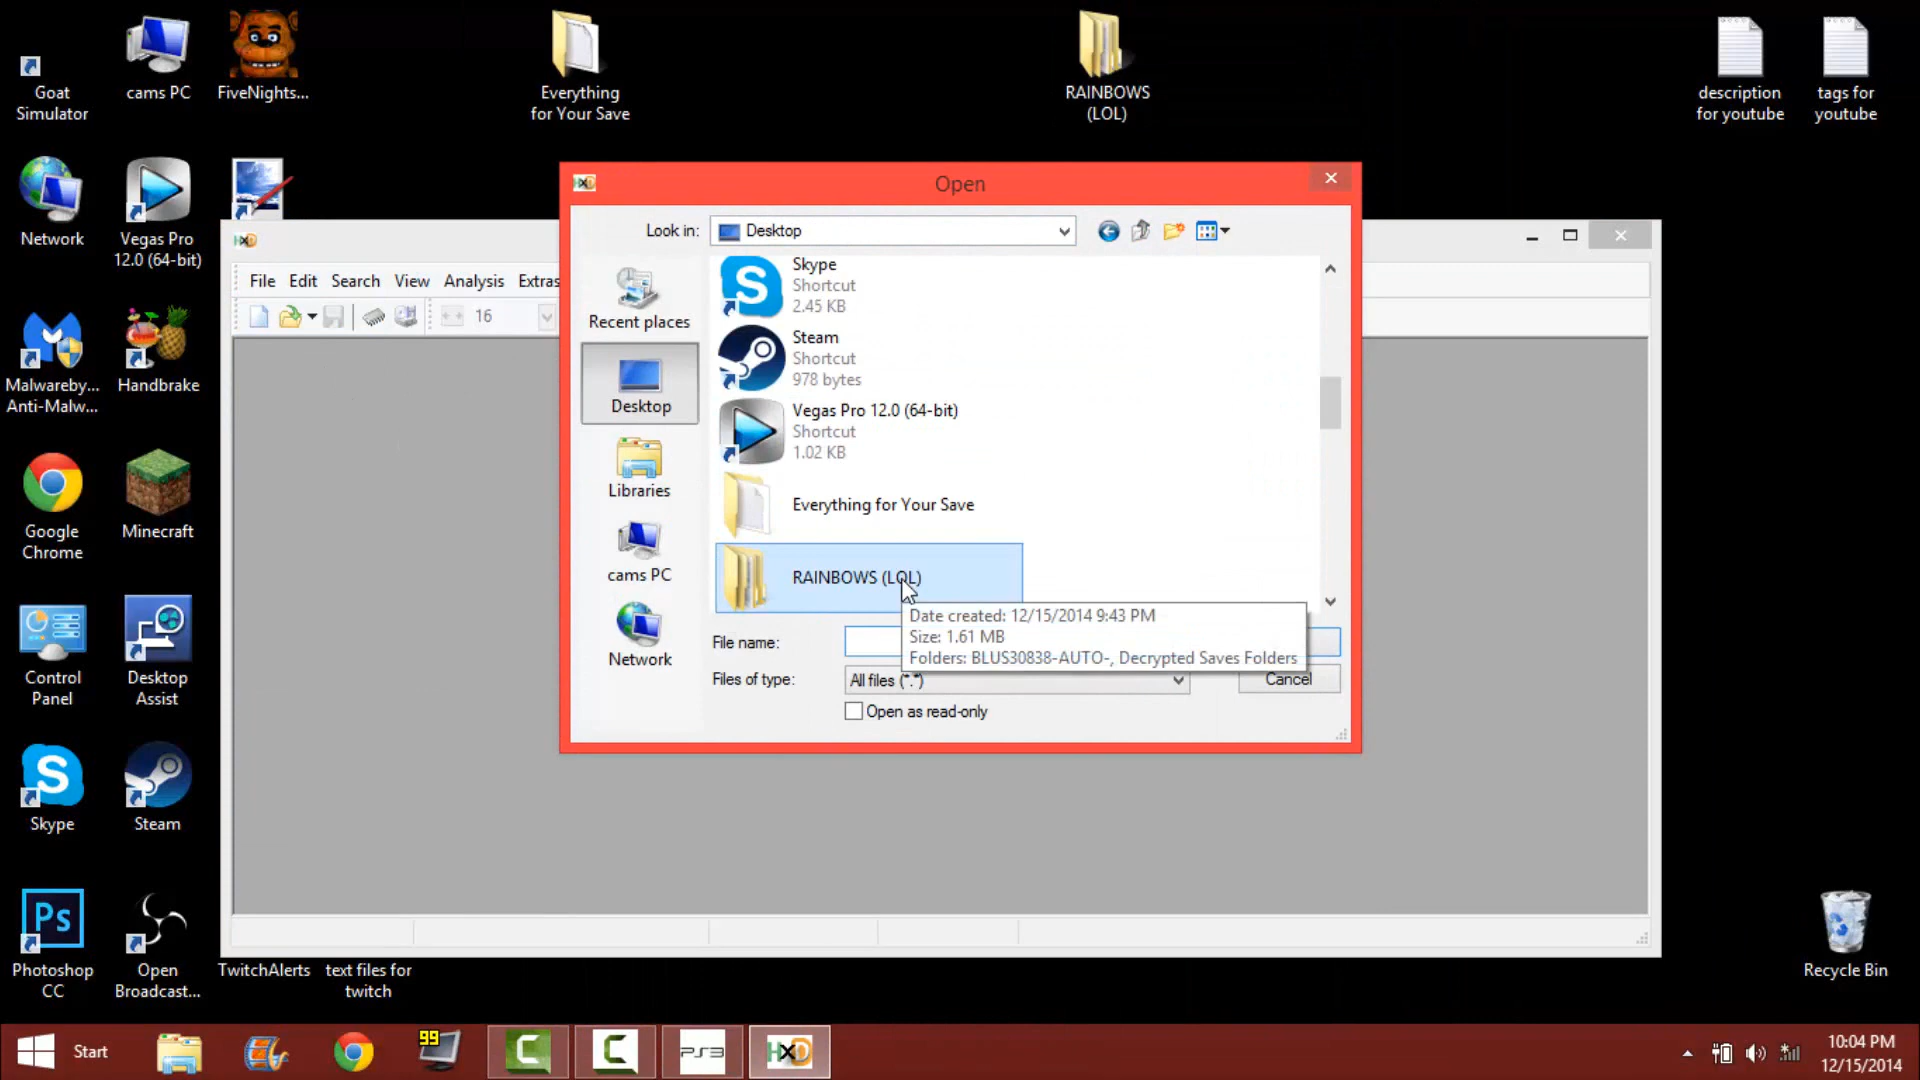 Goat
Simulator
cams PC
FiveNights...
Everything
for Your Save
RAINBOWS
(LOL)
description
for youtube
tags for
youtube
Network
Vegas Pro
12.0 (64-bit)
Malwareby...
Anti-Malw...
Handbrake
Google
Chrome
Minecraft
Control
Panel
Desktop
Assist
Skype
Steam
Ps
Photoshop
CC
Open
Broadcast...
TwitchAlerts
text files for
twitch
Recycle Bin
HXD
File Edit Search View Analysis Extras
16
HXD
Open
Look in: Desktop
Recent places
Desktop
Libraries
cams PC
Network
Skype
Shortcut
2.45 KB
Steam
Shortcut
978 bytes
Vegas Pro 12.0 (64-bit)
Shortcut
1.02 KB
Everything for Your Save
RAINBOWS (LOL)
Date created: 12/15/2014 9:43 PM
Size: 1.61 MB
Folders: BLUS30838-AUTO-, Decrypted Saves Folders
File name:
Files of type: All files (*.*)
Cancel
Open as read-only
Start
99
PS3
HXD
10:04 PM
12/15/2014